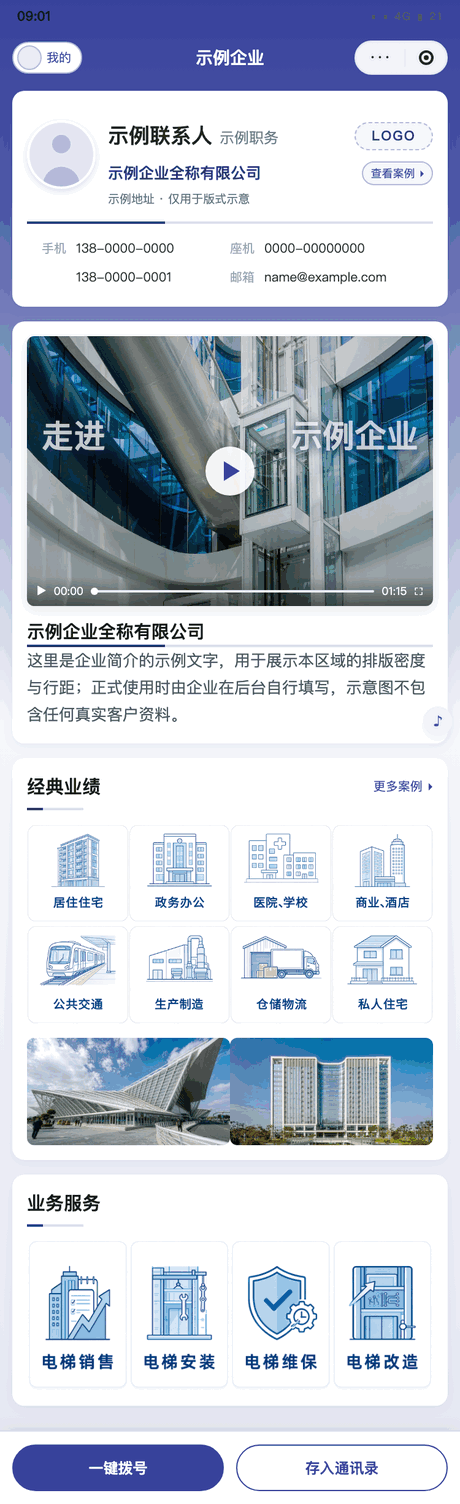 09:01
4G 21
我的
示例企业
示例联系人 示例职务
LOGO
示例企业全称有限公司
查看案例
示例地址 · 仅用于版式示意
手机 138-0000-0000 座机 0000-00000000
138-0000-0001 邮箱 name@example.com
走进 示例企业
00:00 01:15
示例企业全称有限公司
这里是企业简介的示例文字，用于展示本区域的排版密度
与行距；正式使用时由企业在后台自行填写，示意图不包
含任何真实客户资料。
经典业绩 更多案例
居住住宅 政务办公 医院、学校 商业、酒店
公共交通 生产制造 仓储物流 私人住宅
业务服务
电梯销售 电梯安装 电梯维保 电梯改造
一键拨号 存入通讯录